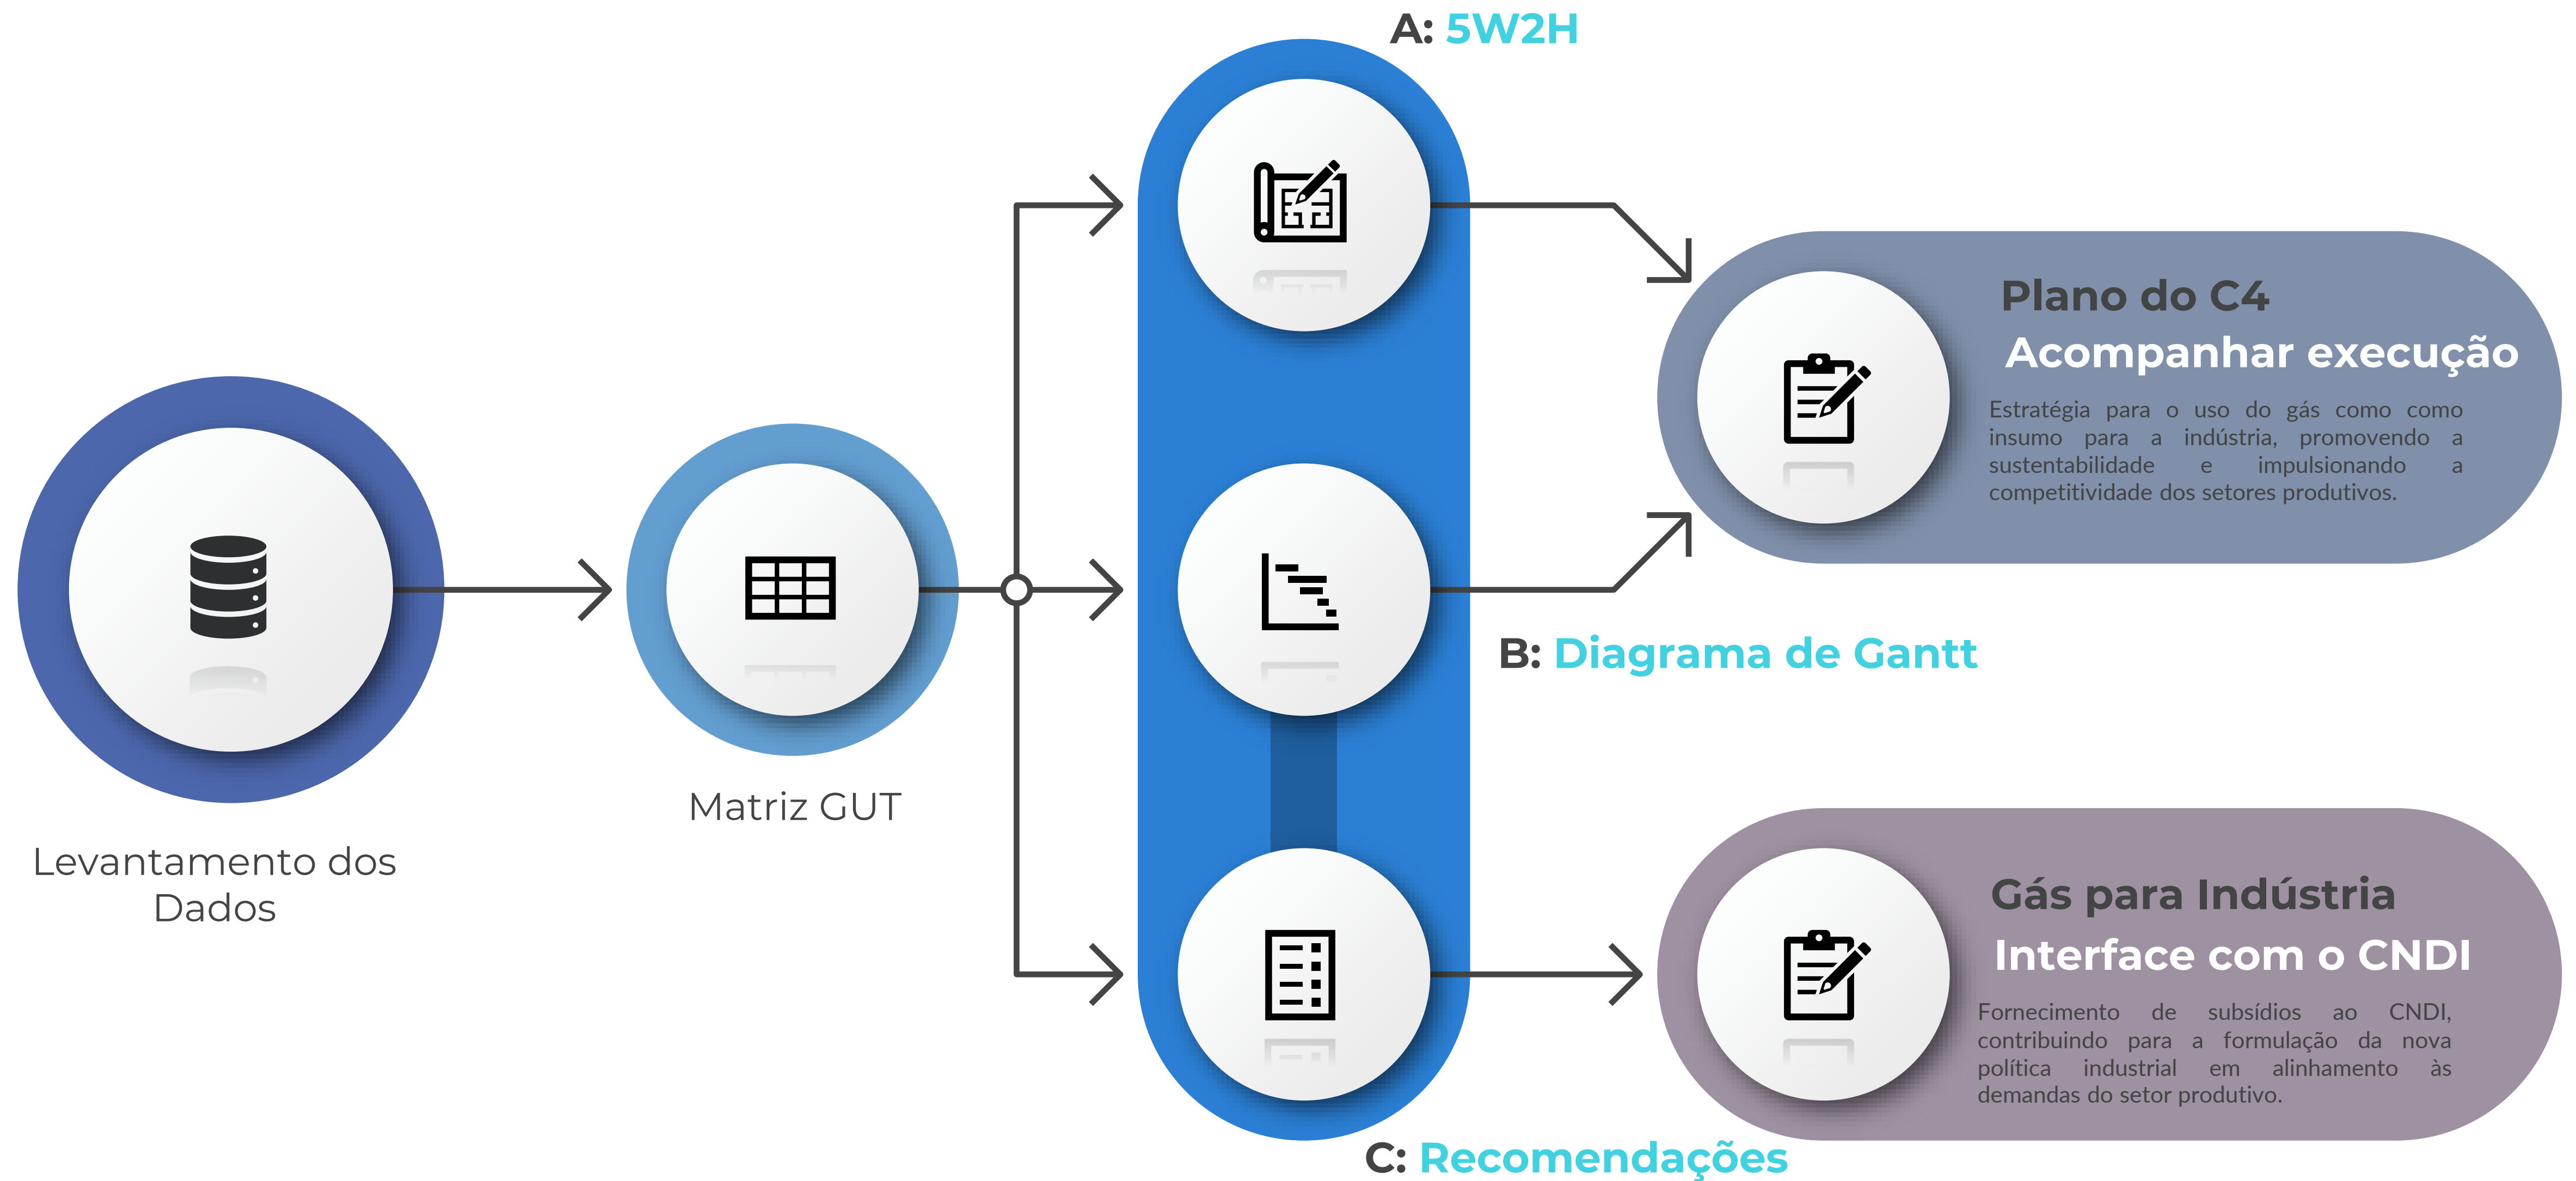 A: 5W2H
Plano do C4
Acompanhar execução
Estratégia para o uso do gás como como
insumo para a indústria, promovendo a
sustentabilidade e impulsionando a
competitividade dos setores produtivos.
B: Diagrama de Gantt
Matriz GUT
Levantamento dos
Dados
Gás para Indústria
Interface com o CNDI
Fornecimento de subsídios ao CNDI,
contribuindo para a formulação da nova
política industrial em alinhamento às
demandas do setor produtivo.
C: Recomendações